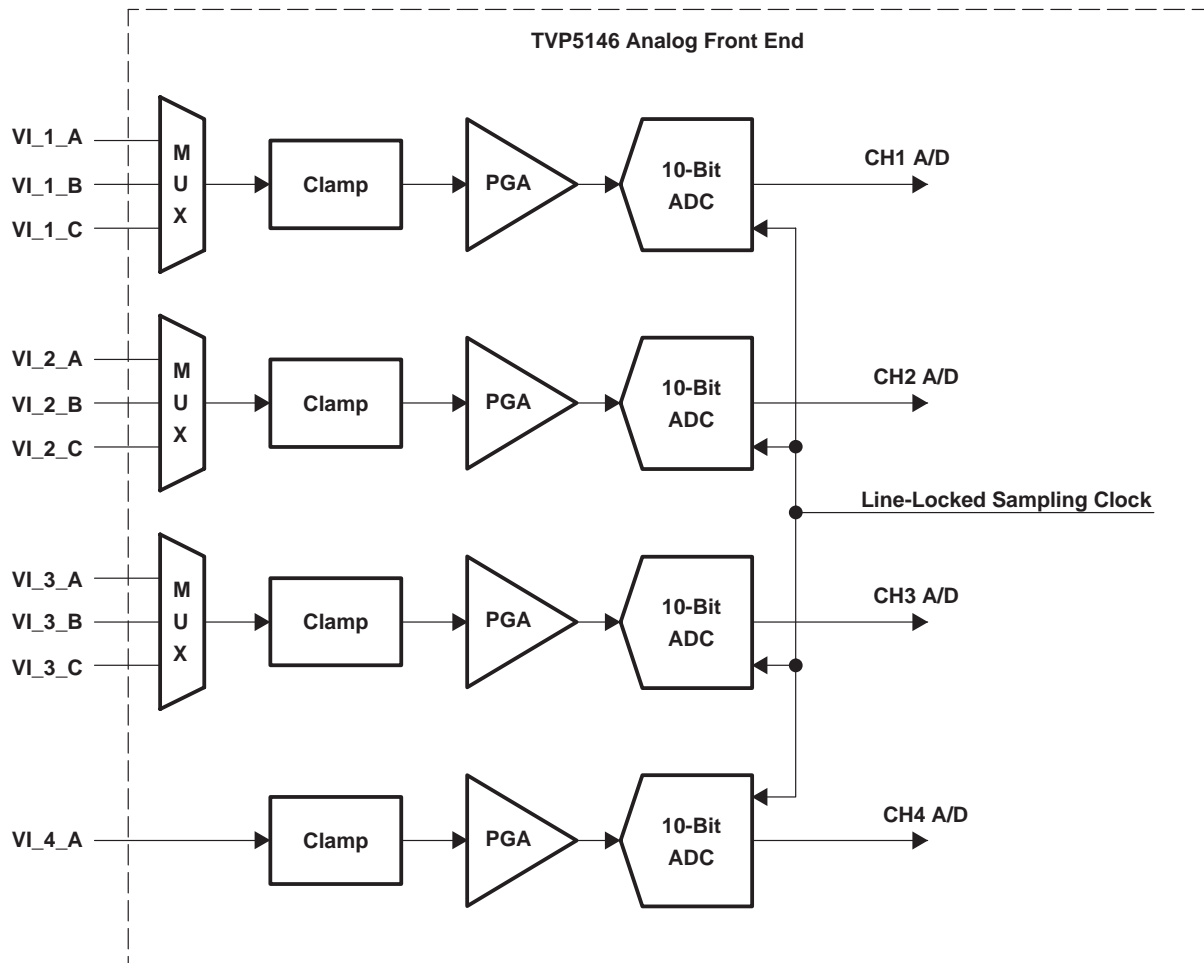 TVP5146 Analog Front End
VI_1_A
VI_1_B
VI_1_C
M
U
X
Clamp
PGA
10-Bit
ADC
CH1 A/D
VI_2_A
VI_2_B
VI_2_C
M
U
X
Clamp
PGA
10-Bit
ADC
CH2 A/D
Line-Locked Sampling Clock
VI_3_A
VI_3_B
VI_3_C
M
U
X
Clamp
PGA
10-Bit
ADC
CH3 A/D
VI_4_A
Clamp
PGA
10-Bit
ADC
CH4 A/D